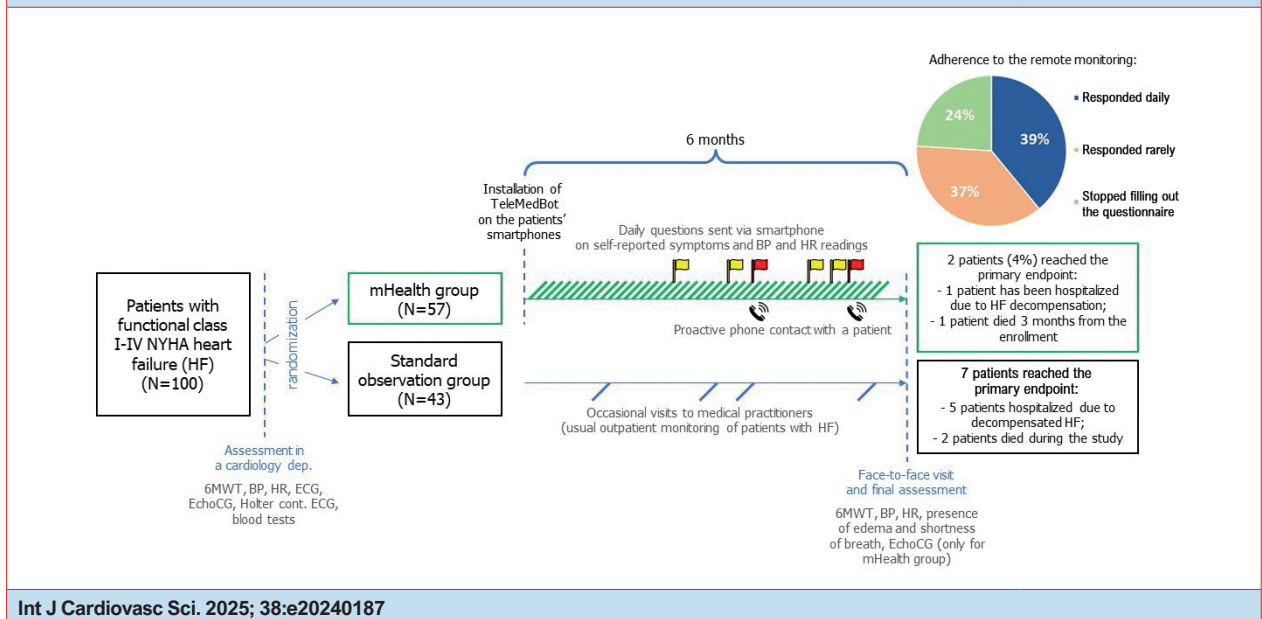 Adherence to the remote monitoring:
Responded daily
24%
39%
Responded rarely
37%
Stopped filling out
the questionnaire
6 months
Installation of
TeleMedBot
on the patients'
smartphones
Daily questions sent via smartphone
on self-reported symptoms and BP and HR readings
Proactive phone contact with a patient
Patients with
functional class
I-IV NYHA heart
failure (HF)
(N=100)
randomization
mHealth group
(N=57)
Standard
observation group
(N=43)
2 patients (4%) reached the
primary endpoint:
- 1 patient has been hospitalized
due to HF decompensation;
- 1 patient died 3 months from the
enrollment
7 patients reached the
primary endpoint:
- 5 patients hospitalized due to
decompensated HF;
- 2 patients died during the study
Occasional visits to medical practitioners
(usual outpatient monitoring of patients with HF)
Assessment in
a cardiology dep.
6MWT, BP, HR, ECG,
EchoCG, Holter cont. ECG,
blood tests
Face-to-face visit
and final assessment
6MWT, BP, HR, presence
of edema and shortness
of breath, EchoCG (only for
mHealth group)
Int J Cardiovasc Sci. 2025; 38:e20240187